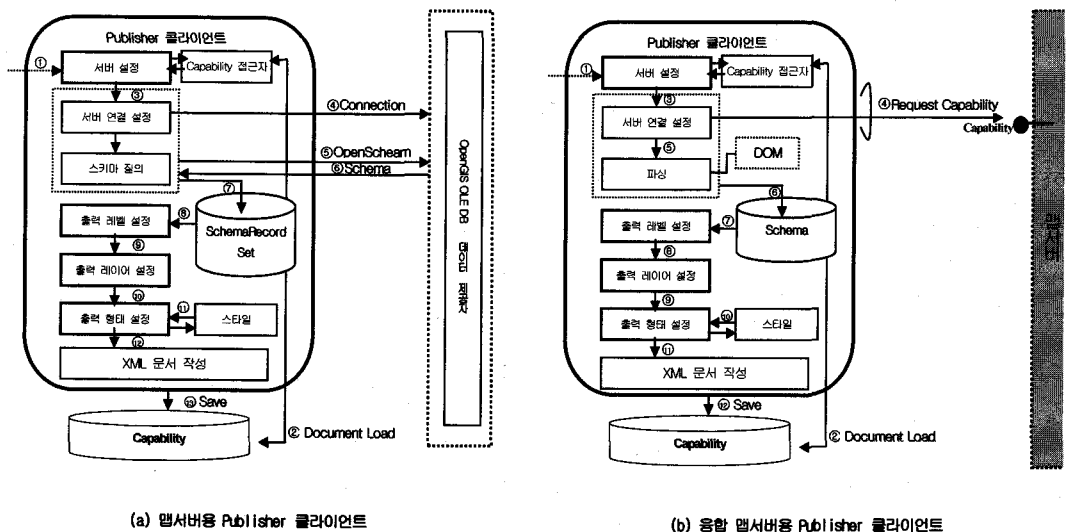 Publisher 클라이언트
①
서버 설정
Capability 접근자
③
서버 연결 설정
④Connection
스키마 질의
⑤OpenScheam
⑥Schema
⑦
출력 레벨 설정
⑧
SchemaRecord
Set
⑨
출력 레이어 설정
⑩
출력 형태 설정
⑪
스타일
⑫
XML 문서 작성
⑬ Save
Capability
② Document Load
OpenGIS OLE DB
(a) 맵서버용 Publisher 클라이언트
Publisher 클라이언트
①
서버 설정
Capability 접근자
③
서버 연결 설정
④Request Capability
Capability
⑤
파싱
DOM
⑥
출력 레벨 설정
⑦
Schema
⑧
출력 레이어 설정
⑨
출력 형태 설정
⑩
스타일
⑪
XML 문서 작성
⑫ Save
Capability
② Document Load
맵서버
(b) 융합 맵서버용 Publisher 클라이언트